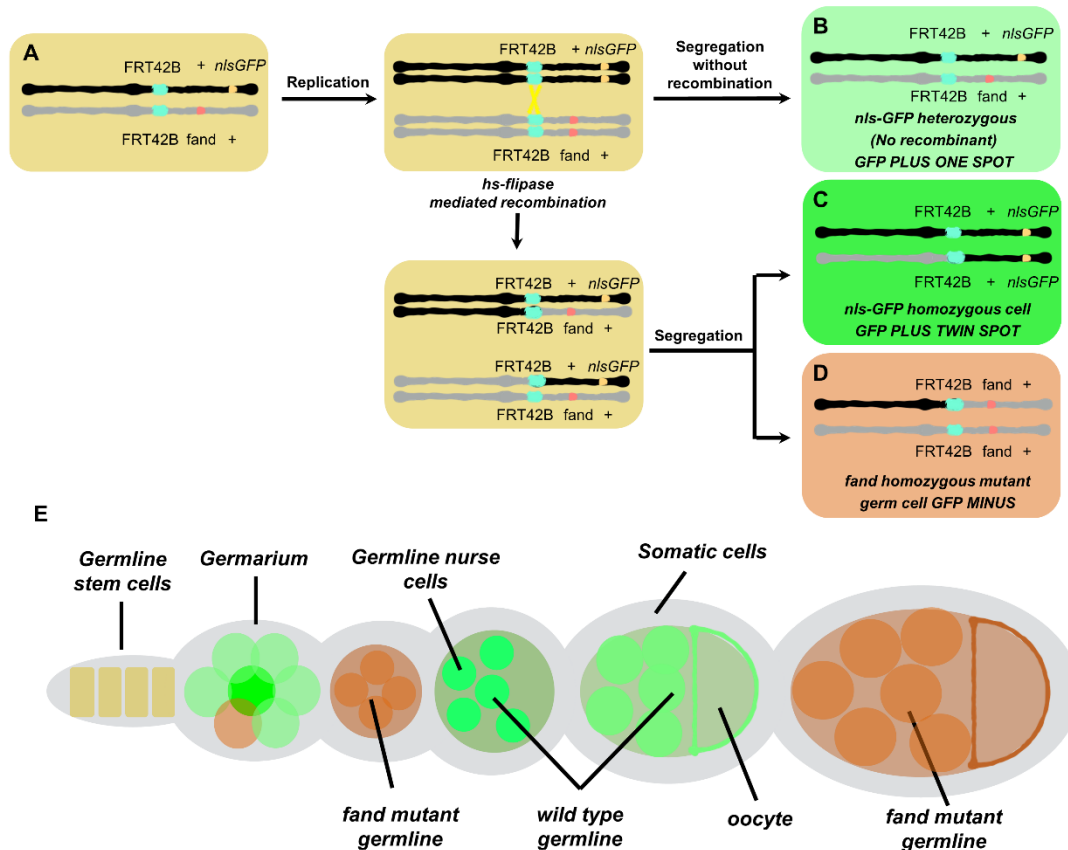 A
FRT42B + nlsGFP
FRT42B fand +
Replication
FRT42B + nlsGFP
FRT42B fand +
Segregation
without
recombination
B
FRT42B + nlsGFP
FRT42B fand +
nls-GFP heterozygous
(No recombinant)
GFP PLUS ONE SPOT
hs-flipase
mediated recombination
FRT42B + nlsGFP
FRT42B fand +
FRT42B + nlsGFP
FRT42B fand +
Segregation
C
FRT42B + nlsGFP
FRT42B + nlsGFP
nls-GFP homozygous cell
GFP PLUS TWIN SPOT
D
FRT42B fand +
FRT42B fand +
fand homozygous mutant
germ cell GFP MINUS
E
Germline
stem cells
Germarium
Germline nurse
cells
Somatic cells
fand mutant
germline
wild type
germline
oocyte
fand mutant
germline